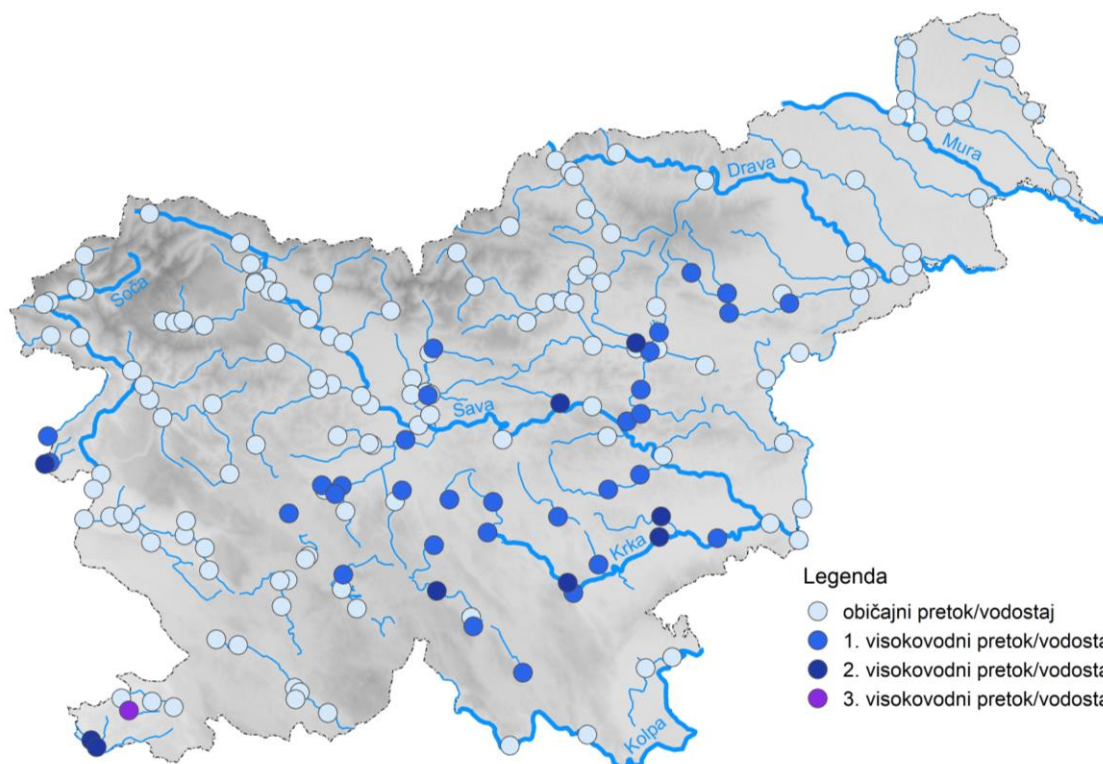 Mura
Drava
Soča
Sava
Krka
Legenda
običajni pretok/vodostaj
1. visokovodni pretok/vodosta
2. visokovodni pretok/vodosta
3. visokovodni pretok/vodosta
Kolpa